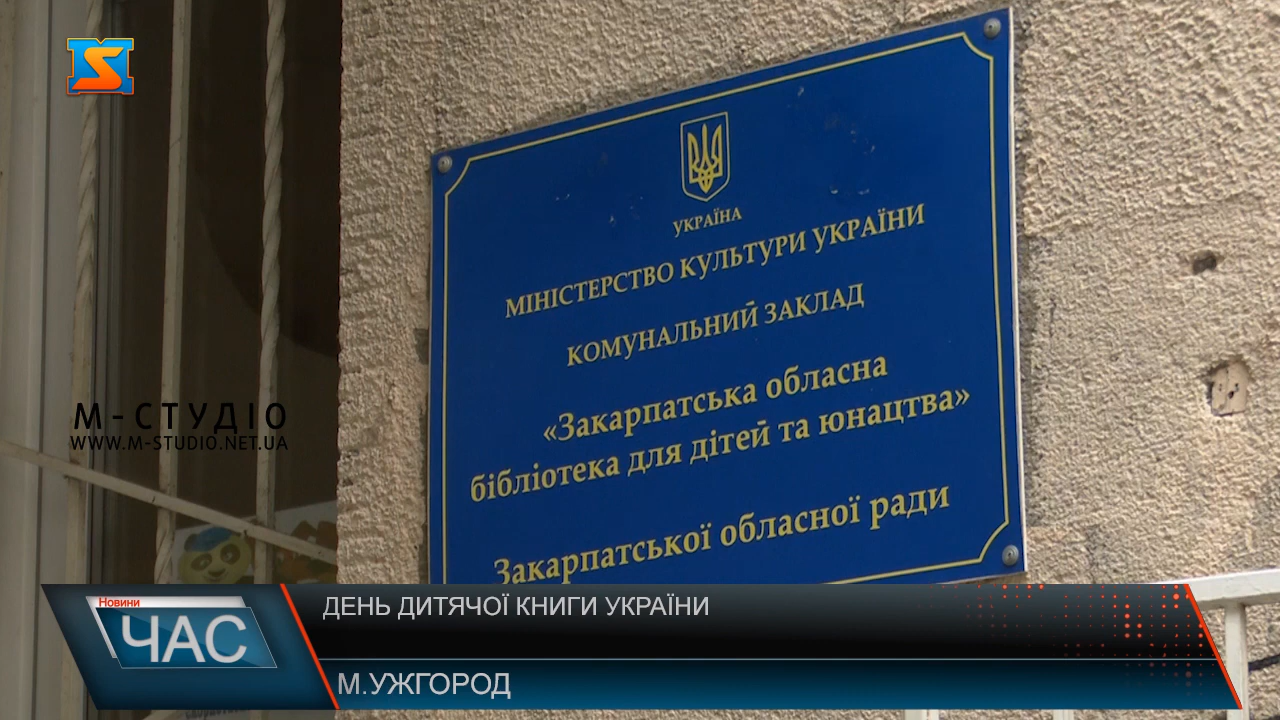 УКРАЇНА
МІНІСТЕРСТВО КУЛЬТУРИ УКРАЇНИ
КОМУНАЛЬНИЙ ЗАКЛАД
«Закарпатська обласна
бібліотека для дітей та юнацтва»
Закарпатської обласної ради
М-СТУДІО
WWW.M-STUDIO.NET.UA
Новини
ЧАС
ДЕНЬ ДИТЯЧОЇ КНИГИ УКРАЇНИ
М.УЖГОРОД